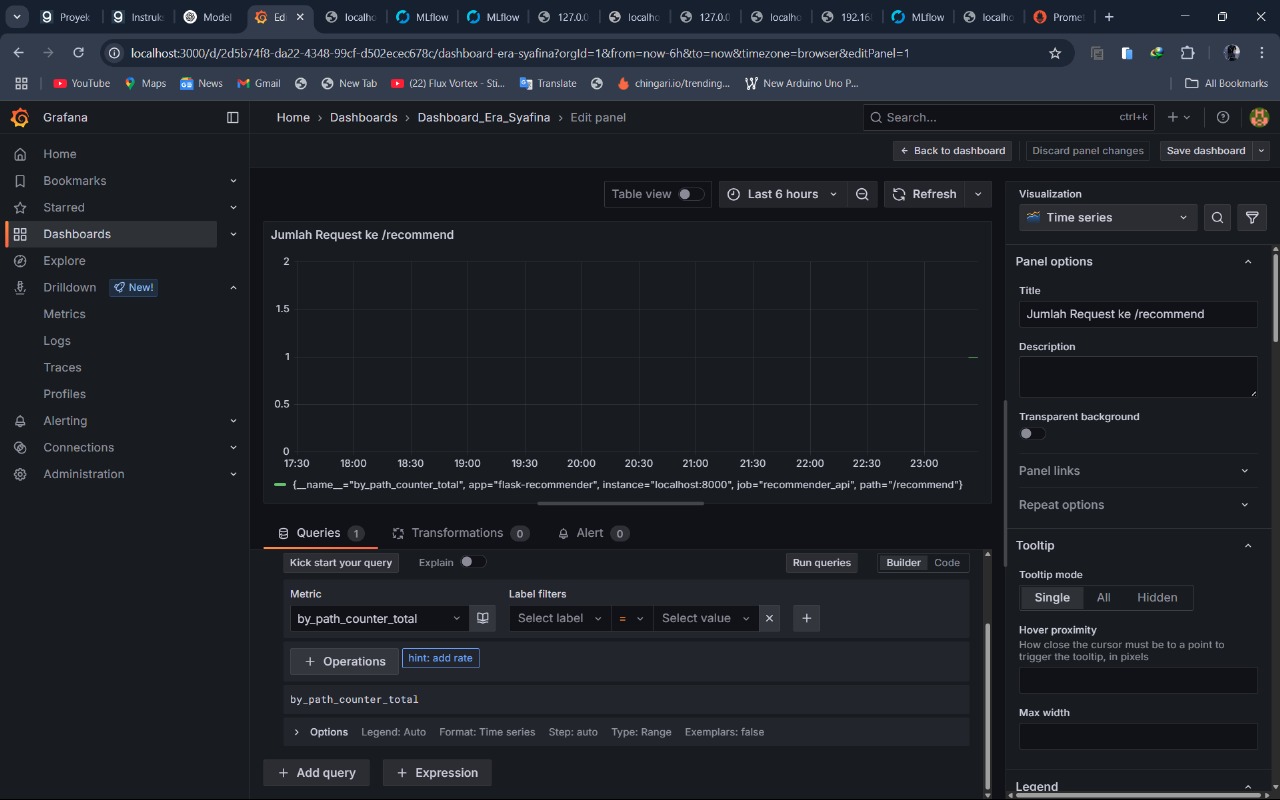 Proyek
Instruk
Model
Edi
localho
MLflow
MLflow
127.0.0
localho
127.0.0
localho
192.16
MLflow
localho
Promet
localhost:3000/d/2d5b74f8-da22-4348-99cf-d502ecec678c/dashboard-era-syafina?orgId=1&from=now-6h&to=now&timezone=browser&editPanel=1
YouTube
Maps
News
Gmail
New Tab
(22) Flux Vortex - Sti...
Translate
chingari.io/trending...
New Arduino Uno P...
All Bookmarks
Grafana
Home › Dashboards › Dashboard_Era_Syafina › Edit panel
Search...
ctrl+k
Back to dashboard
Discard panel changes
Save dashboard
Home
Bookmarks
Starred
Dashboards
Explore
Drilldown
New!
Metrics
Logs
Traces
Profiles
Alerting
Connections
Administration
Table view
Last 6 hours
Refresh
Jumlah Request ke /recommend
2
1.5
1
0.5
0
17:30 18:00 18:30 19:00 19:30 20:00 20:30 21:00 21:30 22:00 22:30 23:00
{__name__="by_path_counter_total", app="flask-recommender", instance="localhost:8000", job="recommender_api", path="/recommend"}
Queries 1
Transformations 0
Alert 0
Kick start your query
Explain
Run queries
Builder
Code
Metric
Label filters
by_path_counter_total
Select label
=
Select value
+ Operations
hint: add rate
by_path_counter_total
Options Legend: Auto Format: Time series Step: auto Type: Range Exemplars: false
+ Add query
+ Expression
Visualization
Time series
Panel options
Title
Jumlah Request ke /recommend
Description
Transparent background
Panel links
Repeat options
Tooltip
Tooltip mode
Single
All
Hidden
Hover proximity
How close the cursor must be to a point to
trigger the tooltip, in pixels
Max width
Legend